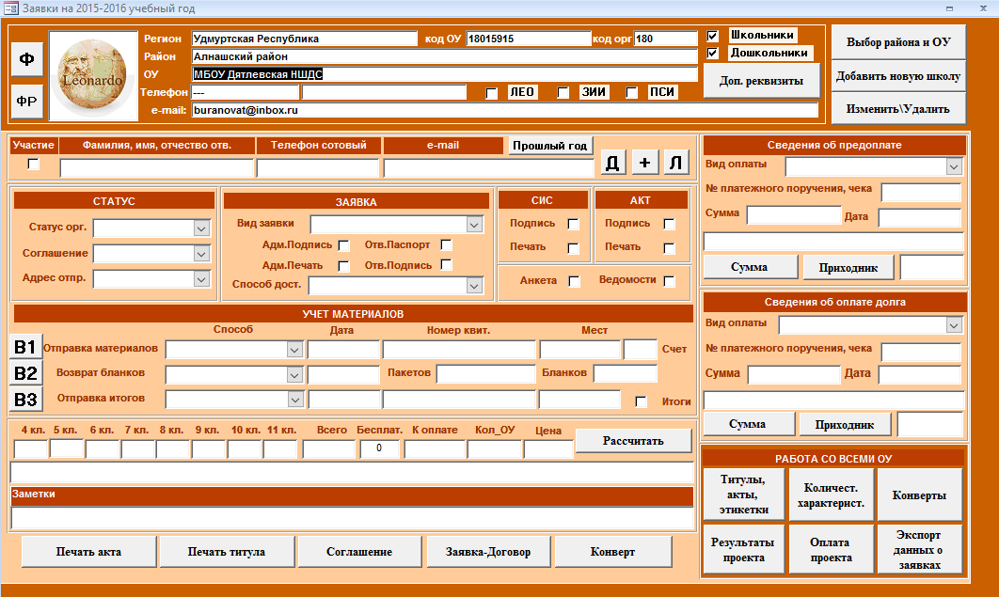 Заявки на 2015-2016 учебный год
Ф
ФР
Leonardo
Регион Удмуртская Республика код ОУ 18015915 код орг 180
Район Алнашский район
ОУ МБОУ Дятлевская НШДС
Телефон --- ЛЕО ЗИИ ПСИ
e-mail: buranovat@inbox.ru
Школьники
Дошкольники
Доп. реквизиты
Выбор района и ОУ
Добавить новую школу
Изменить\Удалить
Участие Фамилия, имя, отчество отв. Телефон сотовый e-mail Прошлый год
Д + Л
СТАТУС
Статус орг.
Соглашение
Адрес отпр.
ЗАЯВКА
Вид заявки
Адм.Подпись Отв.Паспорт
Адм.Печать Отв.Подпись
Способ дост.
СИС
Подпись
Печать
АКТ
Подпись
Печать
Анкета Ведомости
УЧЕТ МАТЕРИАЛОВ
Способ Дата Номер квит. Мест
В1 Отправка материалов Счет
В2 Возврат бланков Пакетов Бланков
В3 Отправка итогов Итоги
4 кл. 5 кл. 6 кл. 7 кл. 8 кл. 9 кл. 10 кл. 11 кл. Всего Бесплат. К оплате Кол_ОУ Цена
0
Рассчитать
Заметки
Печать акта Печать титула Соглашение Заявка-Договор Конверт
Сведения об предоплате
Вид оплаты
№ платежного поручения, чека
Сумма Дата
Сумма Приходник
Сведения об оплате долга
Вид оплаты
№ платежного поручения, чека
Сумма Дата
Сумма Приходник
РАБОТА СО ВСЕМИ ОУ
Титулы,
акты,
этикетки
Количест.
характерист.
Конверты
Результаты
проекта
Оплата
проекта
Экспорт
данных о
заявках